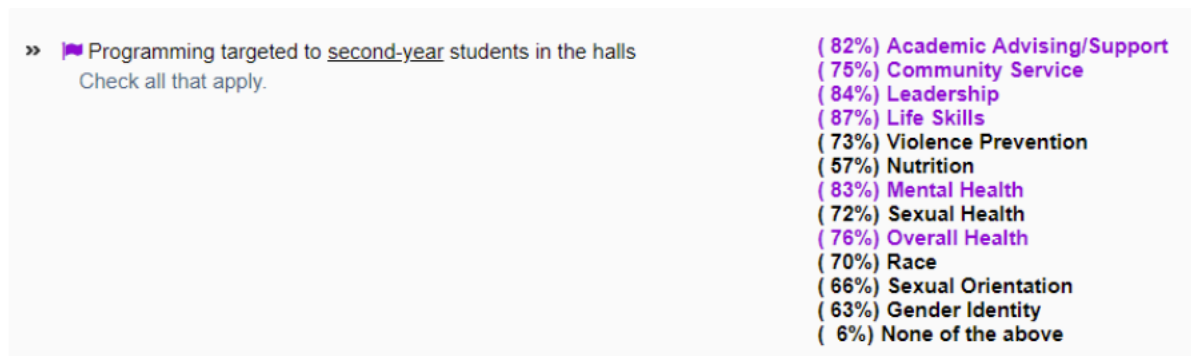 » Programming targeted to second-year students in the halls
Check all that apply.
( 82%) Academic Advising/Support
( 75%) Community Service
( 84%) Leadership
( 87%) Life Skills
( 73%) Violence Prevention
( 57%) Nutrition
( 83%) Mental Health
( 72%) Sexual Health
( 76%) Overall Health
( 70%) Race
( 66%) Sexual Orientation
( 63%) Gender Identity
( 6%) None of the above